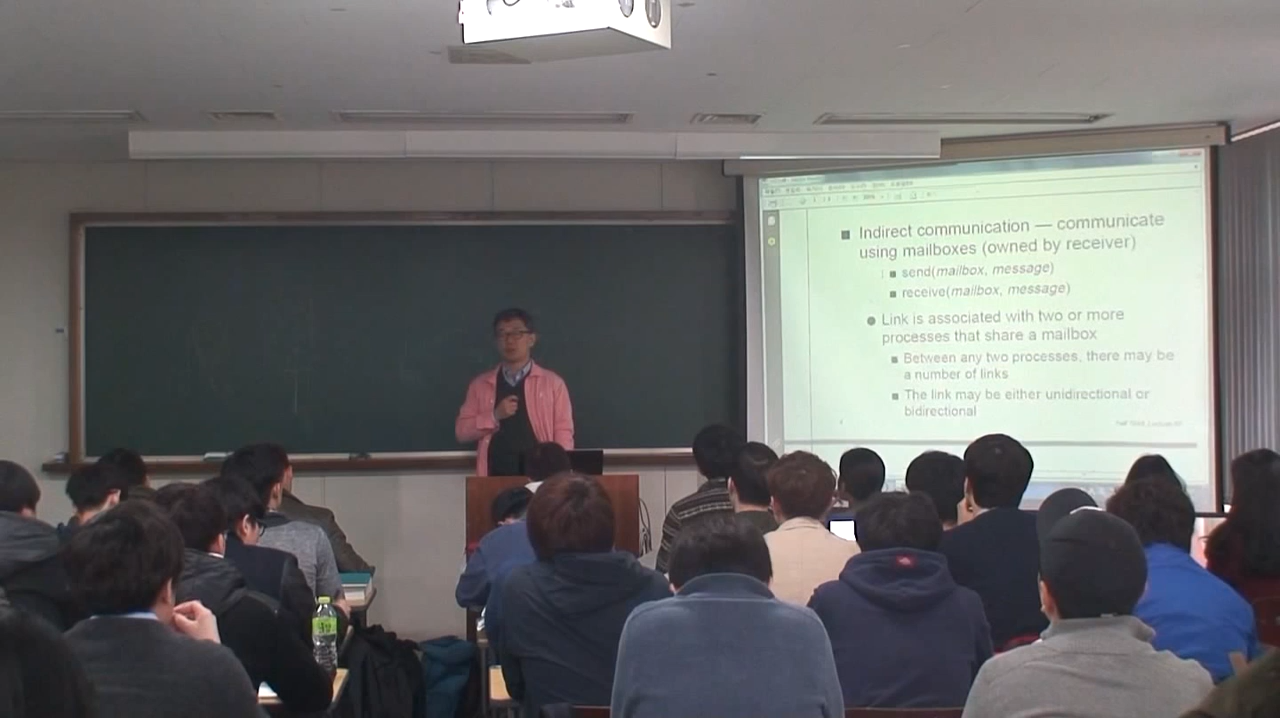 ■ Indirect communication — communicate
using mailboxes (owned by receiver)
■ send(mailbox, message)
■ receive(mailbox, message)
● Link is associated with two or more
processes that share a mailbox
■ Between any two processes, there may be
a number of links
■ The link may be either unidirectional or
bidirectional